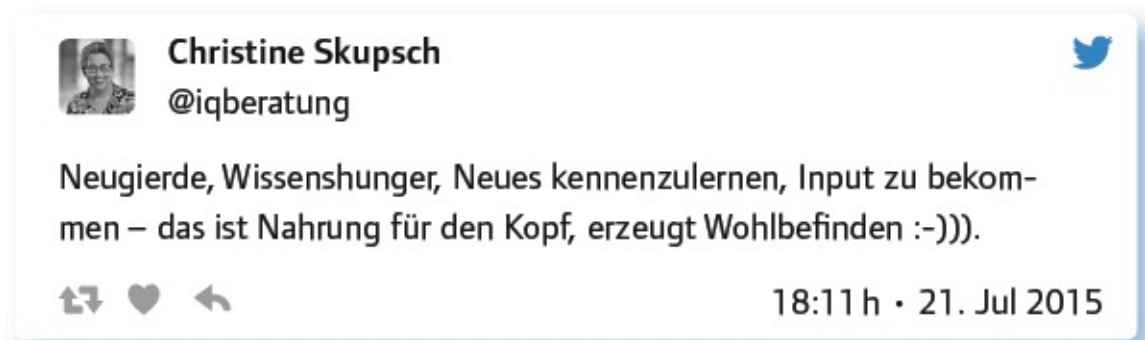 Christine Skupsch
@iqberatung
Neugierde, Wissenshunger, Neues kennenzulernen, Input zu bekom-
men – das ist Nahrung für den Kopf, erzeugt Wohlbefinden :-))).
18:11 h • 21. Jul 2015